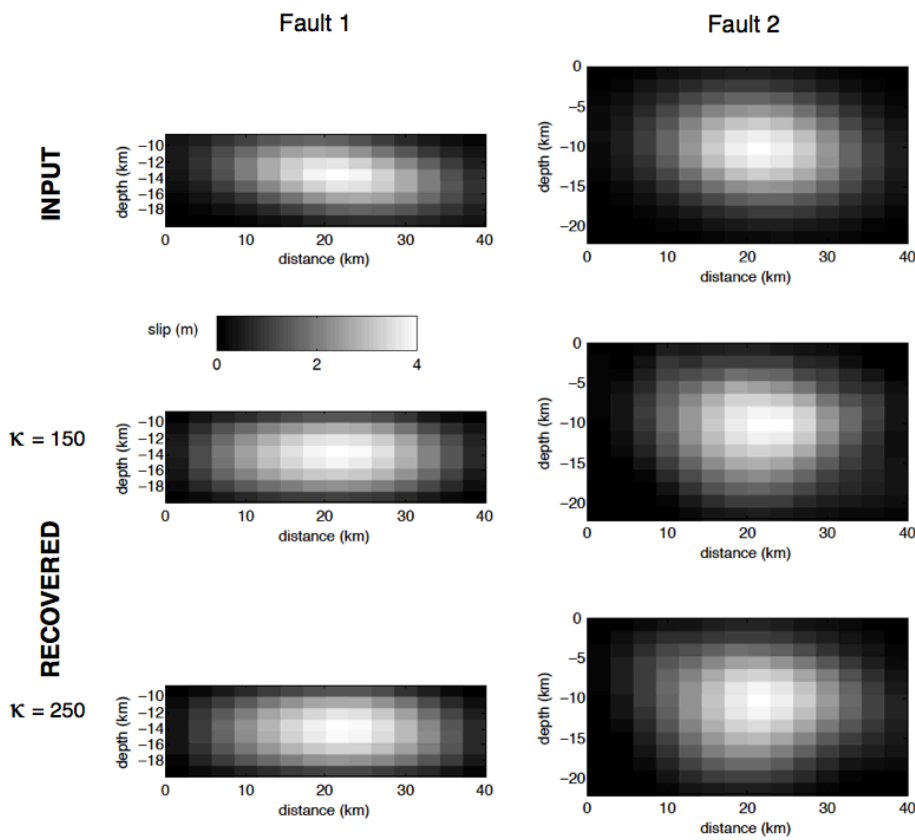 Fault 1
Fault 2
INPUT
depth (km)
−10
−12
−14
−16
−18
0 10 20 30 40
distance (km)
depth (km)
0
−5
−10
−15
−20
0 10 20 30 40
distance (km)
slip (m)
0 2 4
RECOVERED
κ = 150
depth (km)
−10
−12
−14
−16
−18
0 10 20 30 40
distance (km)
depth (km)
0
−5
−10
−15
−20
0 10 20 30 40
distance (km)
κ = 250
depth (km)
−10
−12
−14
−16
−18
0 10 20 30 40
distance (km)
depth (km)
0
−5
−10
−15
−20
0 10 20 30 40
distance (km)